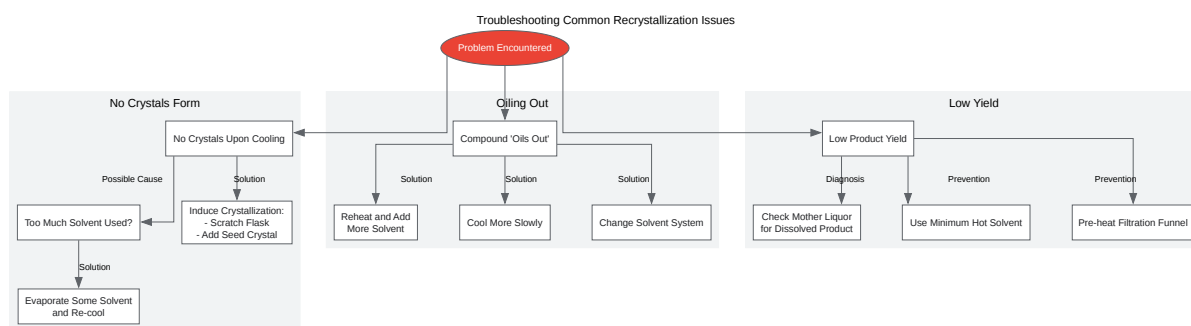 Troubleshooting Common Recrystallization Issues
Problem Encountered
No Crystals Form
Oiling Out
Low Yield
No Crystals Upon Cooling
Compound 'Oils Out'
Low Product Yield
Possible Cause
Solution
Solution
Solution
Solution
Diagnosis
Prevention
Prevention
Too Much Solvent Used?
Induce Crystallization:
- Scratch Flask
- Add Seed Crystal
Reheat and Add
More Solvent
Cool More Slowly
Change Solvent System
Check Mother Liquor
for Dissolved Product
Use Minimum Hot Solvent
Pre-heat Filtration Funnel
Solution
Evaporate Some Solvent
and Re-cool